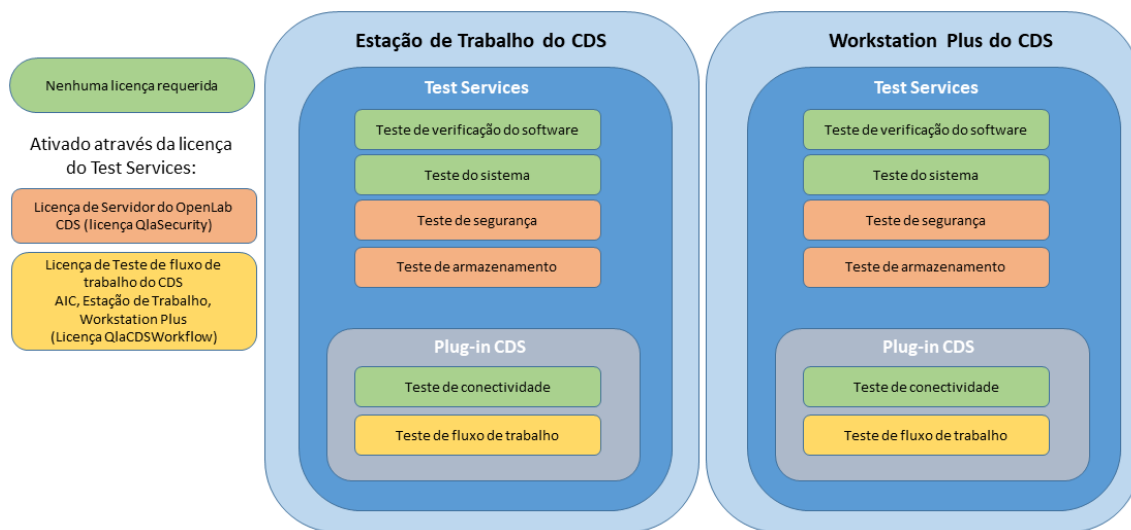 Nenhuma licença requerida
Ativado através da licença
do Test Services:
Licença de Servidor do OpenLab
CDS (licença QlaSecurity)
Licença de Teste de fluxo de
trabalho do CDS
AIC, Estação de Trabalho,
Workstation Plus
(Licença QlaCDSWorkflow)
Estação de Trabalho do CDS
Test Services
Teste de verificação do software
Teste do sistema
Teste de segurança
Teste de armazenamento
Plug-in CDS
Teste de conectividade
Teste de fluxo de trabalho
Workstation Plus do CDS
Test Services
Teste de verificação do software
Teste do sistema
Teste de segurança
Teste de armazenamento
Plug-in CDS
Teste de conectividade
Teste de fluxo de trabalho